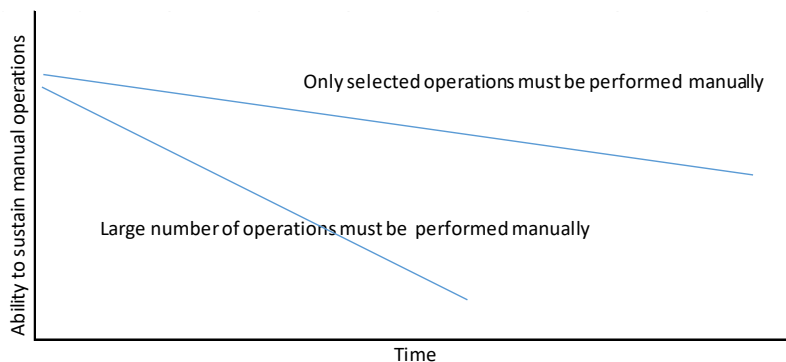 Ability to sustain manual operations
Only selected operations must be performed manually
Large number of operations must be performed manually
Time